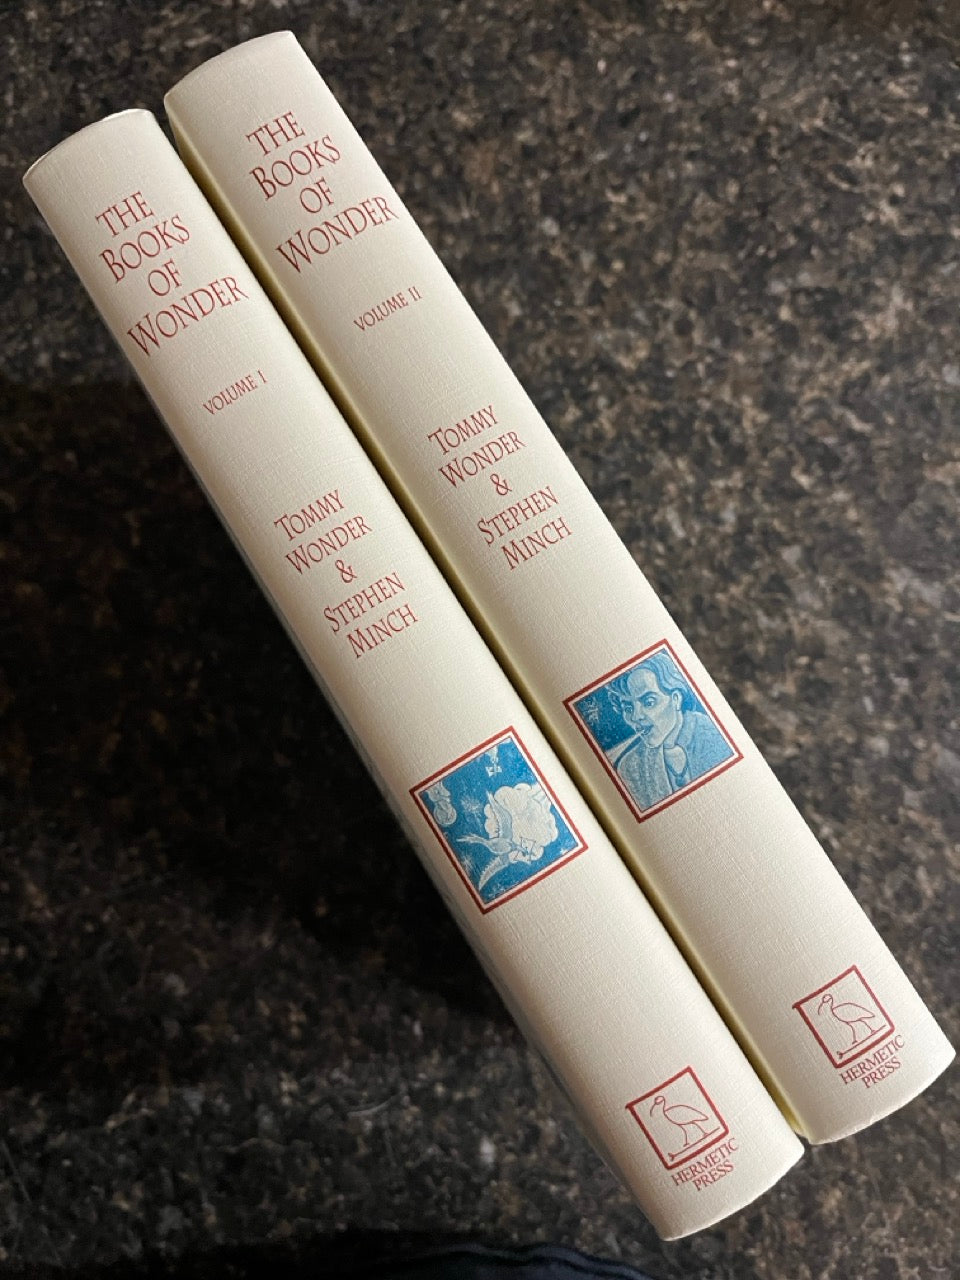 THE
BOOKS
OF
WONDER
VOLUME I
TOMMY
WONDER
&
STEPHEN
MINCH
HERMETIC
PRESS
THE
BOOKS
OF
WONDER
VOLUME II
TOMMY
WONDER
&
STEPHEN
MINCH
HERMETIC
PRESS